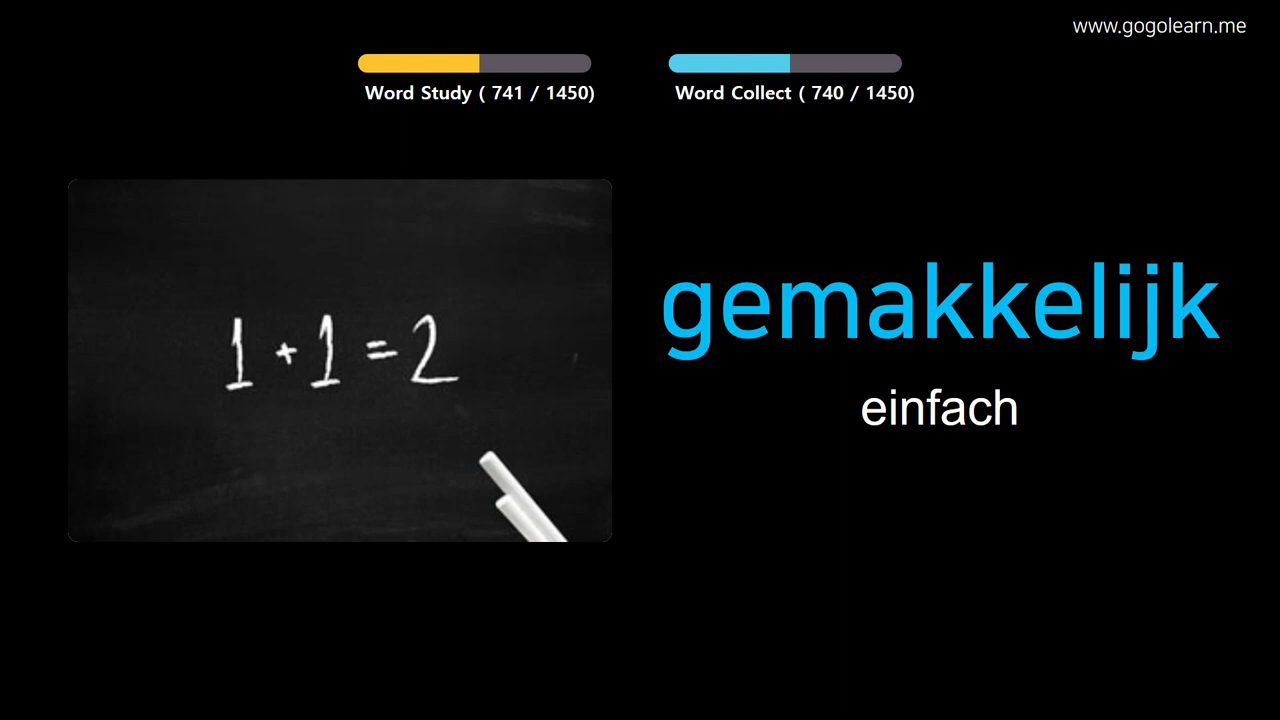 www.gogolearn.me
Word Study ( 741 / 1450)
Word Collect ( 740 / 1450)
1 + 1 = 2
gemakkelijk
einfach